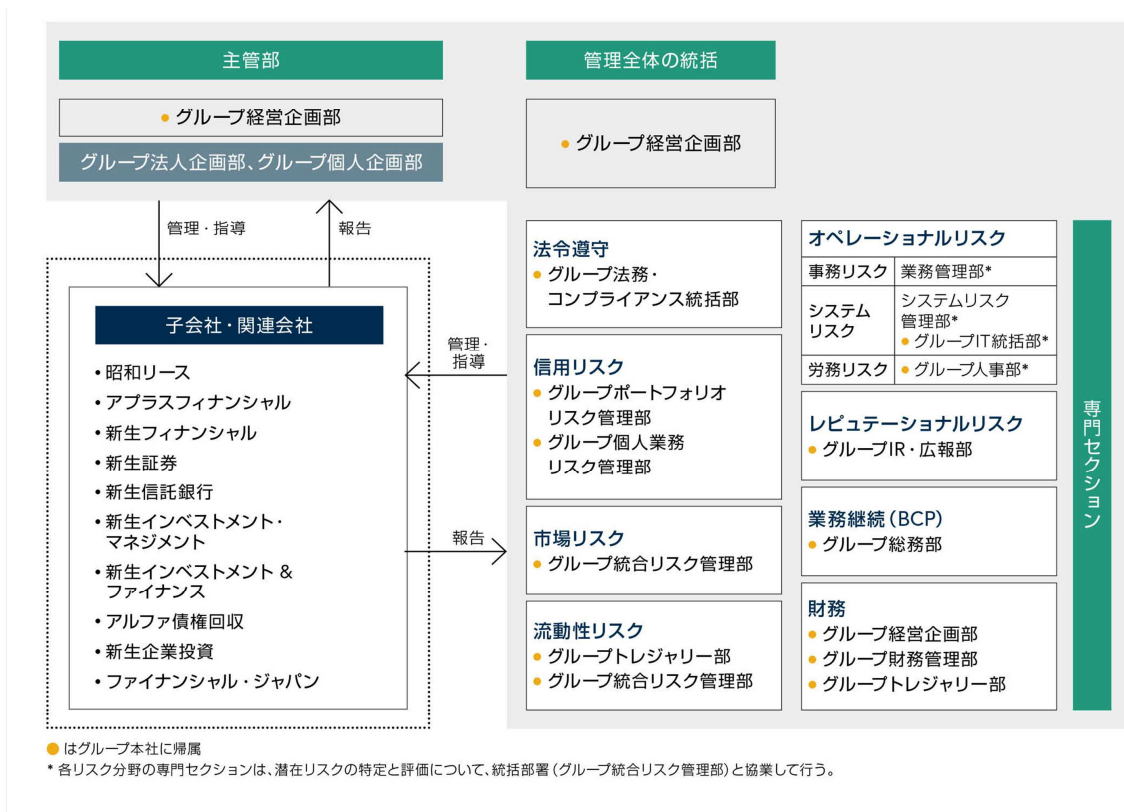 主管部
● グループ経営企画部
グループ法人企画部、グループ個人企画部
管理・指導
報告
子会社・関連会社
• 昭和リース
• アプラスフィナンシャル
• 新生フィナンシャル
• 新生証券
• 新生信託銀行
• 新生インベストメント・
マネジメント
• 新生インベストメント &
ファイナンス
• アルファ債権回収
• 新生企業投資
• ファイナンシャル・ジャパン
管理・
指導
報告
管理全体の統括
● グループ経営企画部
法令遵守
● グループ法務・
コンプライアンス統括部
信用リスク
● グループポートフォリオ
リスク管理部
● グループ個人業務
リスク管理部
市場リスク
● グループ統合リスク管理部
流動性リスク
● グループトレジャリー部
● グループ統合リスク管理部
オペレーショナルリスク
事務リスク 業務管理部*
システム
リスク
システムリスク
管理部*
● グループIT統括部*
労務リスク ● グループ人事部*
レピュテーショナルリスク
● グループIR・広報部
業務継続(BCP)
● グループ総務部
財務
● グループ経営企画部
● グループ財務管理部
● グループトレジャリー部
専門セクション
● はグループ本社に帰属
* 各リスク分野の専門セクションは、潜在リスクの特定と評価について、統括部署(グループ統合リスク管理部)と協業して行う。